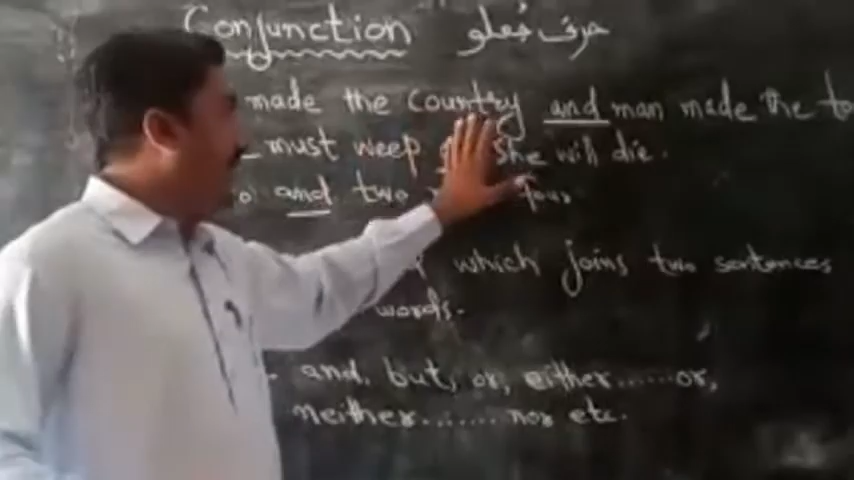 Conjunction حرف جملو
made the country and man made the to
must weep she will die.
and two four
which joins two sentences
words.
and, but, or, either......or,
neither.......nor etc.